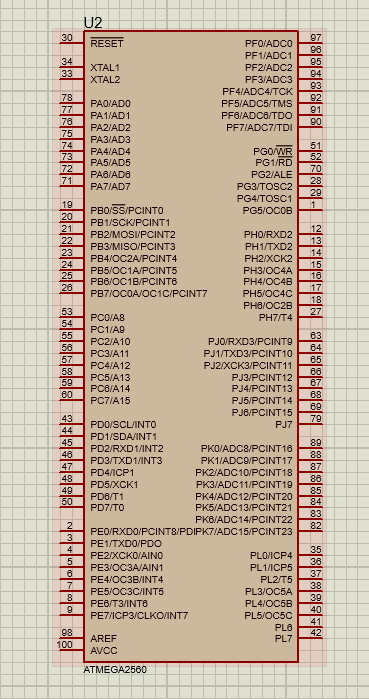 U2
30 RESET PF0/ADC0 97
PF1/ADC1 96
34 XTAL1 PF2/ADC2 95
33 XTAL2 PF3/ADC3 94
PF4/ADC4/TCK 93
78 PA0/AD0 PF5/ADC5/TMS 92
77 PA1/AD1 PF6/ADC6/TDO 91
76 PA2/AD2 PF7/ADC7/TDI 90
75 PA3/AD3
74 PA4/AD4 PG0/WR 51
73 PA5/AD5 PG1/RD 52
72 PA6/AD6 PG2/ALE 70
71 PA7/AD7 PG3/TOSC2 28
PG4/TOSC1 29
19 PB0/SS/PCINT0 PG5/OC0B 1
20 PB1/SCK/PCINT1
21 PB2/MOSI/PCINT2 PH0/RXD2 12
22 PB3/MISO/PCINT3 PH1/TXD2 13
23 PB4/OC2A/PCINT4 PH2/XCK2 14
24 PB5/OC1A/PCINT5 PH3/OC4A 15
25 PB6/OC1B/PCINT6 PH4/OC4B 16
26 PB7/OC0A/OC1C/PCINT7 PH5/OC4C 17
PH6/OC2B 18
53 PC0/A8 PH7/T4 27
54 PC1/A9
55 PC2/A10 PJ0/RXD3/PCINT9 63
56 PC3/A11 PJ1/TXD3/PCINT10 64
57 PC4/A12 PJ2/XCK3/PCINT11 65
58 PC5/A13 PJ3/PCINT12 66
59 PC6/A14 PJ4/PCINT13 67
60 PC7/A15 PJ5/PCINT14 68
PJ6/PCINT15 69
43 PD0/SCL/INT0 PJ7 79
44 PD1/SDA/INT1
45 PD2/RXD1/INT2 PK0/ADC8/PCINT16 89
46 PD3/TXD1/INT3 PK1/ADC9/PCINT17 88
47 PD4/ICP1 PK2/ADC10/PCINT18 87
48 PD5/XCK1 PK3/ADC11/PCINT19 86
49 PD6/T1 PK4/ADC12/PCINT20 85
50 PD7/T0 PK5/ADC13/PCINT21 84
PK6/ADC14/PCINT22 83
2 PE0/RXD0/PCINT8/PDIPK7/ADC15/PCINT23 82
3 PE1/TXD0/PDO
4 PE2/XCK0/AIN0 PL0/ICP4 35
5 PE3/OC3A/AIN1 PL1/ICP5 36
6 PE4/OC3B/INT4 PL2/T5 37
7 PE5/OC3C/INT5 PL3/OC5A 38
8 PE6/T3/INT6 PL4/OC5B 39
9 PE7/ICP3/CLKO/INT7 PL5/OC5C 40
PL6 41
98 AREF PL7 42
100 AVCC
ATMEGA2560